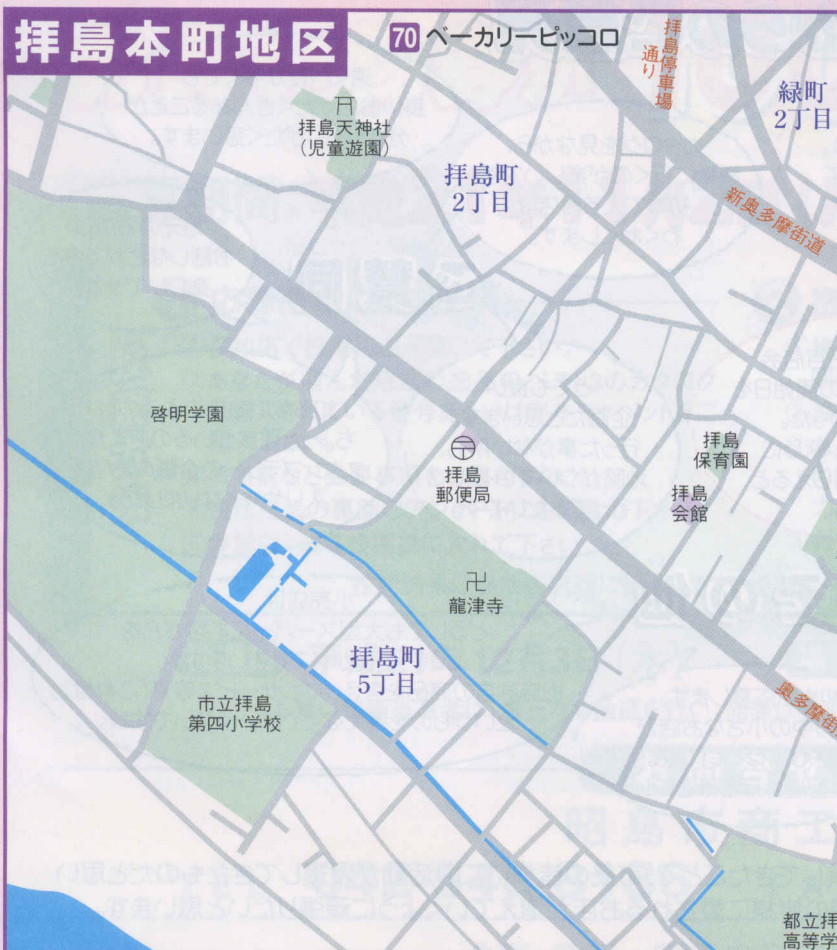 拝島本町地区
70 ベーカリーピッコロ
拝島停車場
通り
緑町
2丁目
拝島天神社
(児童遊園)
拝島町
2丁目
新奥多摩街道
啓明学園
拝島
郵便局
拝島
保育園
拝島
会館
龍津寺
拝島町
5丁目
市立拝島
第四小学校
奥多摩街
都立拝
高等学